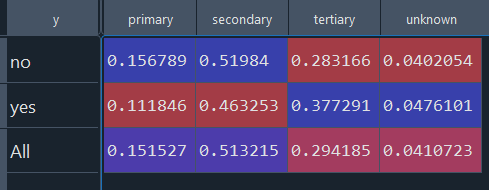 y primary secondary tertiary unknown
no 0.156789 0.51984 0.283166 0.0402054
yes 0.111846 0.463253 0.377291 0.0476101
All 0.151527 0.513215 0.294185 0.0410723